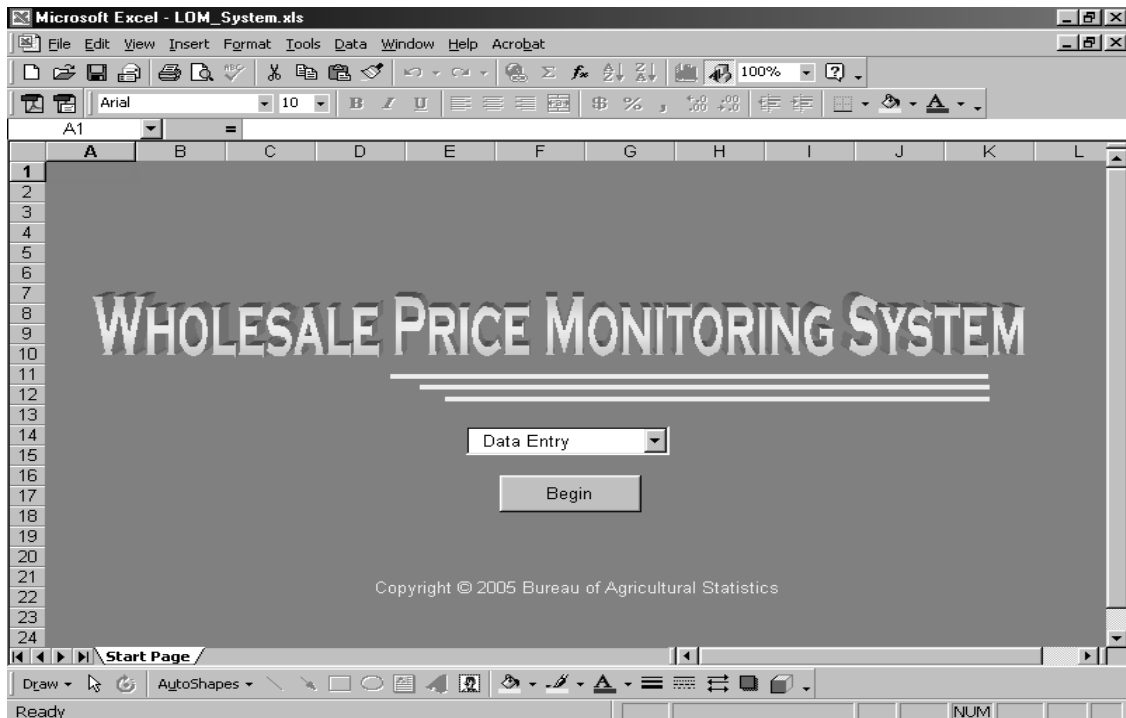 Microsoft Excel - LOM_System.xls
File Edit View Insert Format Tools Data Window Help Acrobat
100%
Arial 10 B I U $ % ,
A1 =
A B C D E F G H I J K L
1
2
3
4
5
6
7
8
9
10
11
12
13
14
15
16
17
18
19
20
21
22
23
24
WHOLESALE PRICE MONITORING SYSTEM
Data Entry
Begin
Copyright © 2005 Bureau of Agricultural Statistics
Start Page
Draw AutoShapes
Ready NUM